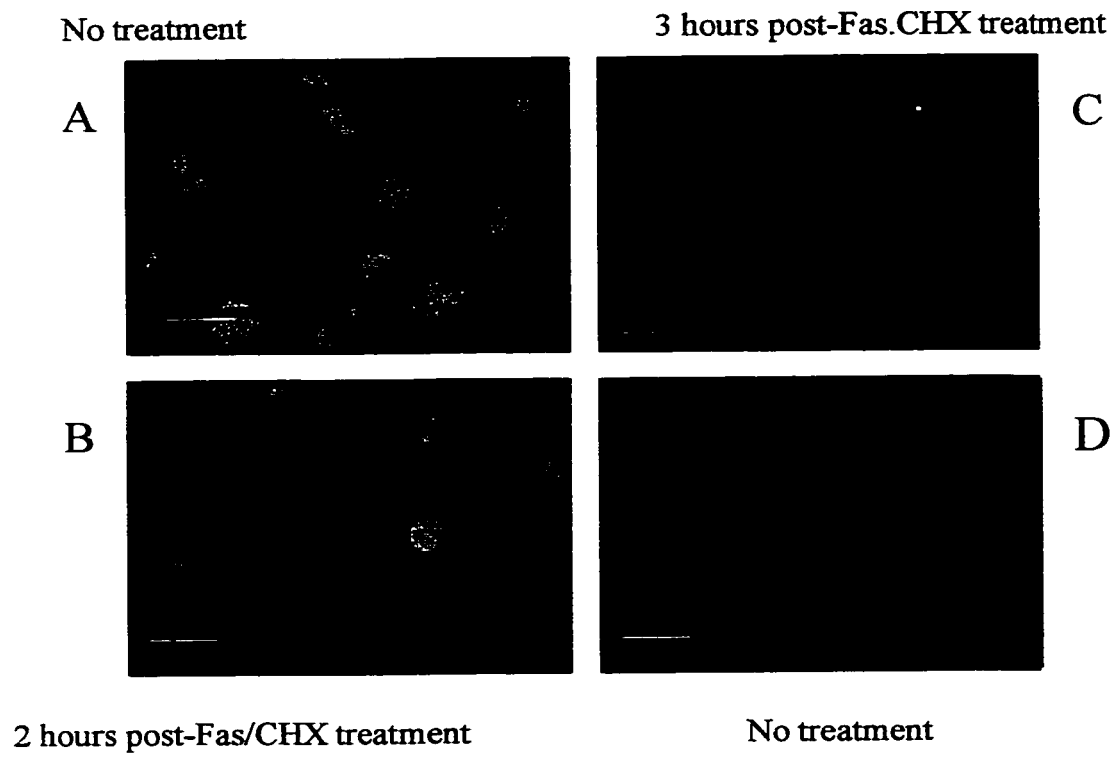 No treatment
3 hours post-Fas.CHX treatment
A
C
B
D
2 hours post-Fas/CHX treatment
No treatment